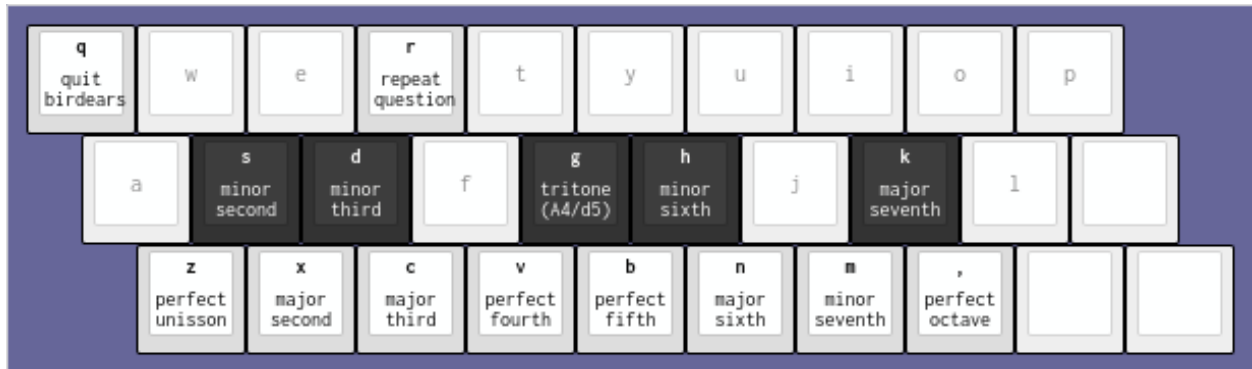 q w e r t y u i o p
quit repeat
birdears question
a s d f g h j k l
minor minor tritone minor major
second third (A4/d5) sixth seventh
z x c v b n m ,
perfect major major perfect perfect major minor perfect
unisson second third fourth fifth sixth seventh octave